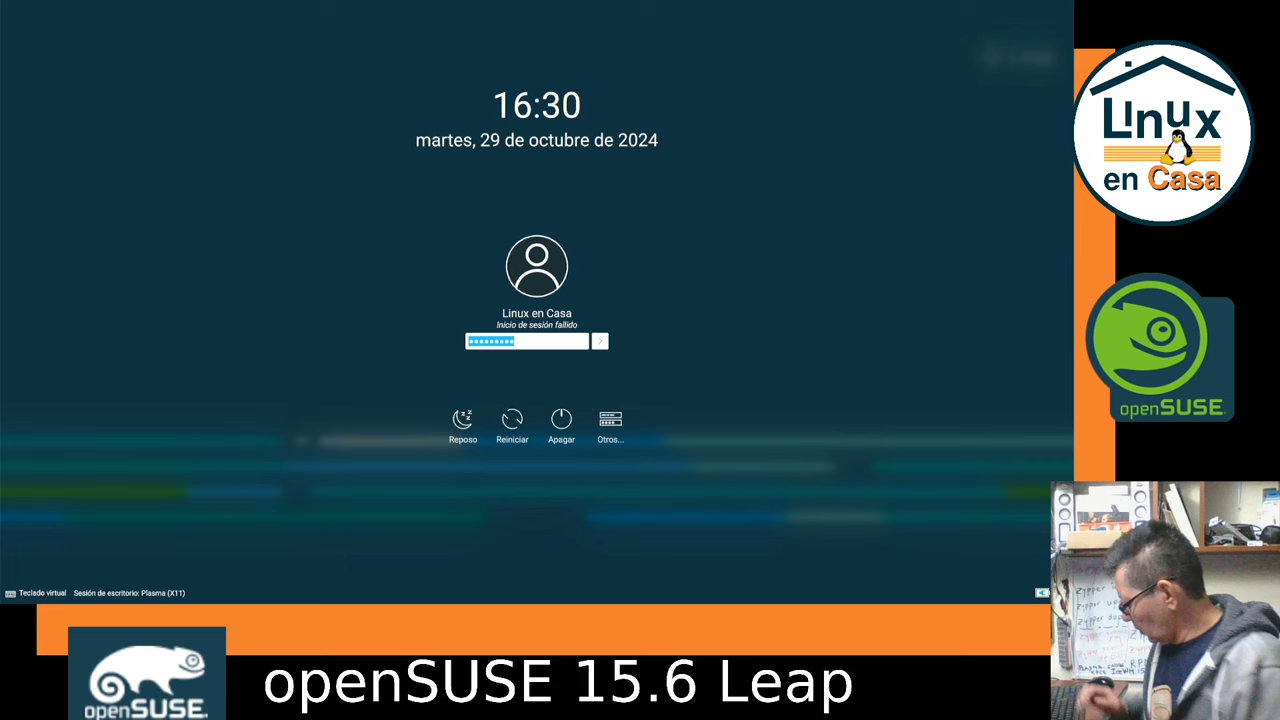 16:30
martes, 29 de octubre de 2024
Linux en Casa
Inicio de sesión fallido
Reposo
Reiniciar
Apagar
Otros...
Teclado virtual
Sesión de escritorio: Plasma (X11)
Linux
en Casa
openSUSE
openSUSE
openSUSE 15.6 Leap